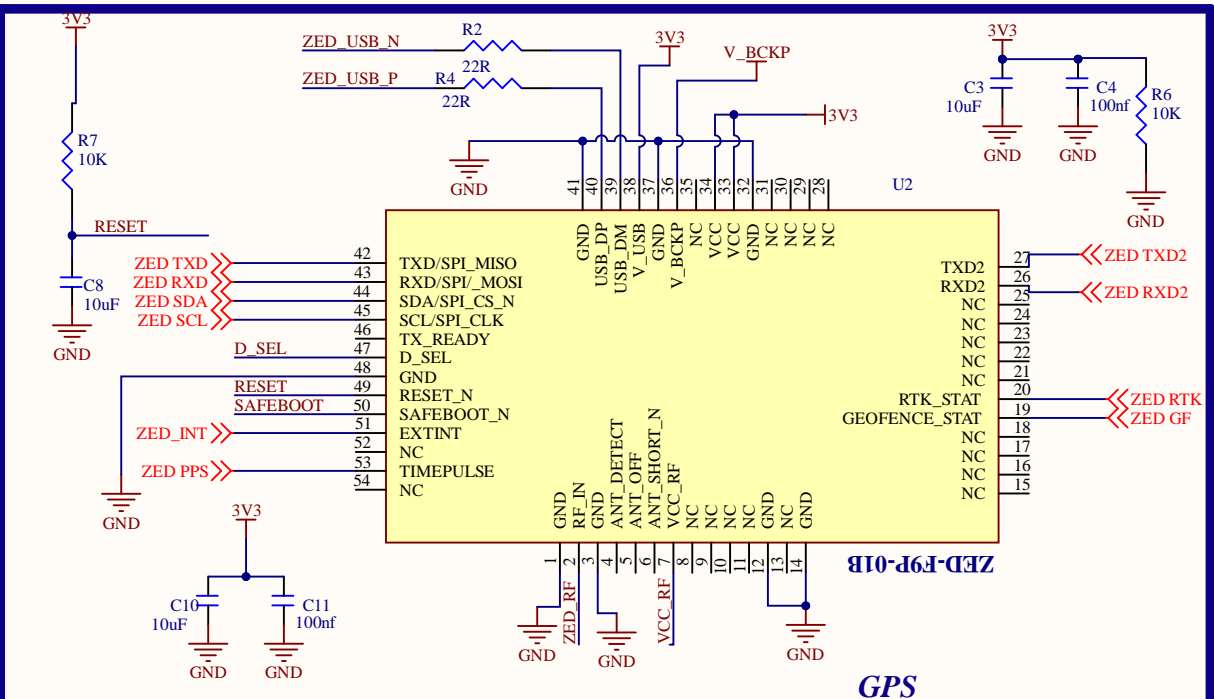 3V3
ZED_USB_N
R2
22R
ZED_USB_P
R4
22R
3V3
V_BCKP
3V3
3V3
C3
10uF
C4
100nf
R6
10K
GND
GND
GND
R7
10K
RESET
C8
10uF
GND
GND
U2
41
40
39
38
37
36
35
34
33
32
31
30
29
28
GND
USB_DP
USB_DM
V_USB
GND
V_BCKP
NC
VCC
VCC
GND
NC
NC
NC
NC
ZED TXD 42 TXD/SPI_MISO
ZED RXD 43 RXD/SPI/_MOSI
ZED SDA 44 SDA/SPI_CS_N
ZED SCL 45 SCL/SPI_CLK
46 TX_READY
D_SEL 47 D_SEL
48 GND
RESET 49 RESET_N
SAFEBOOT 50 SAFEBOOT_N
ZED_INT 51 EXTINT
52 NC
ZED PPS 53 TIMEPULSE
54 NC
GND
TXD2 27 ZED TXD2
RXD2 26 ZED RXD2
NC 25
NC 24
NC 23
NC 22
NC 21
RTK_STAT 20 ZED RTK
GEOFENCE_STAT 19 ZED GF
NC 18
NC 17
NC 16
NC 15
GND
RF_IN
GND
ANT_DETECT
ANT_OFF
ANT_SHORT_N
VCC_RF
NC
NC
NC
NC
GND
NC
GND
1
2
3
4
5
6
7
8
9
10
11
12
13
14
ZED-F9P-01B
ZED_RF
VCC_RF
GND
GND
GND
3V3
C10
10uF
C11
100nf
GND
GND
GPS